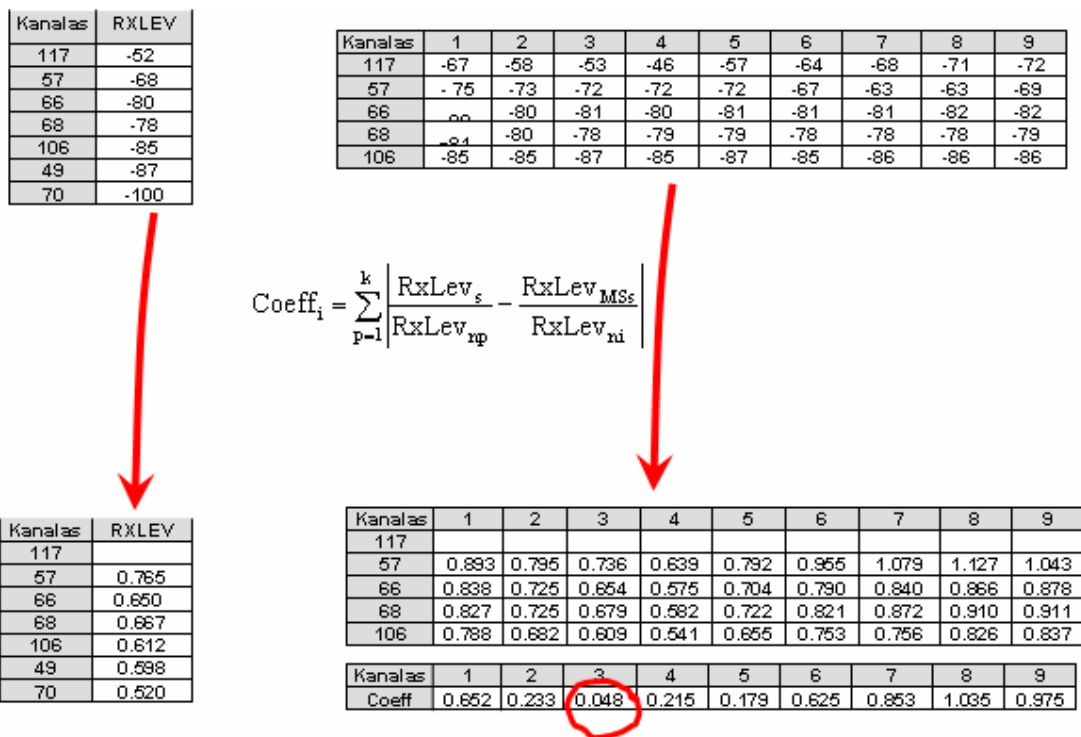 Kanalas RXLEV
117 -52
57 -68
66 -80
68 -78
106 -85
49 -87
70 -100
Kanalas 1 2 3 4 5 6 7 8 9
117 -67 -58 -53 -46 -57 -64 -68 -71 -72
57 - 75 -73 -72 -72 -72 -67 -63 -63 -69
66 -80 -81 -80 -81 -81 -81 -82 -82
68 -80 -78 -79 -79 -78 -78 -78 -79
106 -85 -85 -87 -85 -87 -85 -86 -86 -86
Coeffᵢ = ∑ₚ₌₁ᵏ |RxLevₛ / RxLevₙₚ − RxLev_MSs / RxLevₙᵢ|
Kanalas RXLEV
117
57 0.765
66 0.650
68 0.667
106 0.612
49 0.598
70 0.520
Kanalas 1 2 3 4 5 6 7 8 9
117
57 0.893 0.795 0.736 0.639 0.792 0.955 1.079 1.127 1.043
66 0.838 0.725 0.654 0.575 0.704 0.790 0.840 0.866 0.878
68 0.827 0.725 0.679 0.582 0.722 0.821 0.872 0.910 0.911
106 0.788 0.682 0.609 0.541 0.655 0.753 0.756 0.826 0.837
Kanalas 1 2 3 4 5 6 7 8 9
Coeff 0.652 0.233 0.048 0.215 0.179 0.625 0.853 1.035 0.975